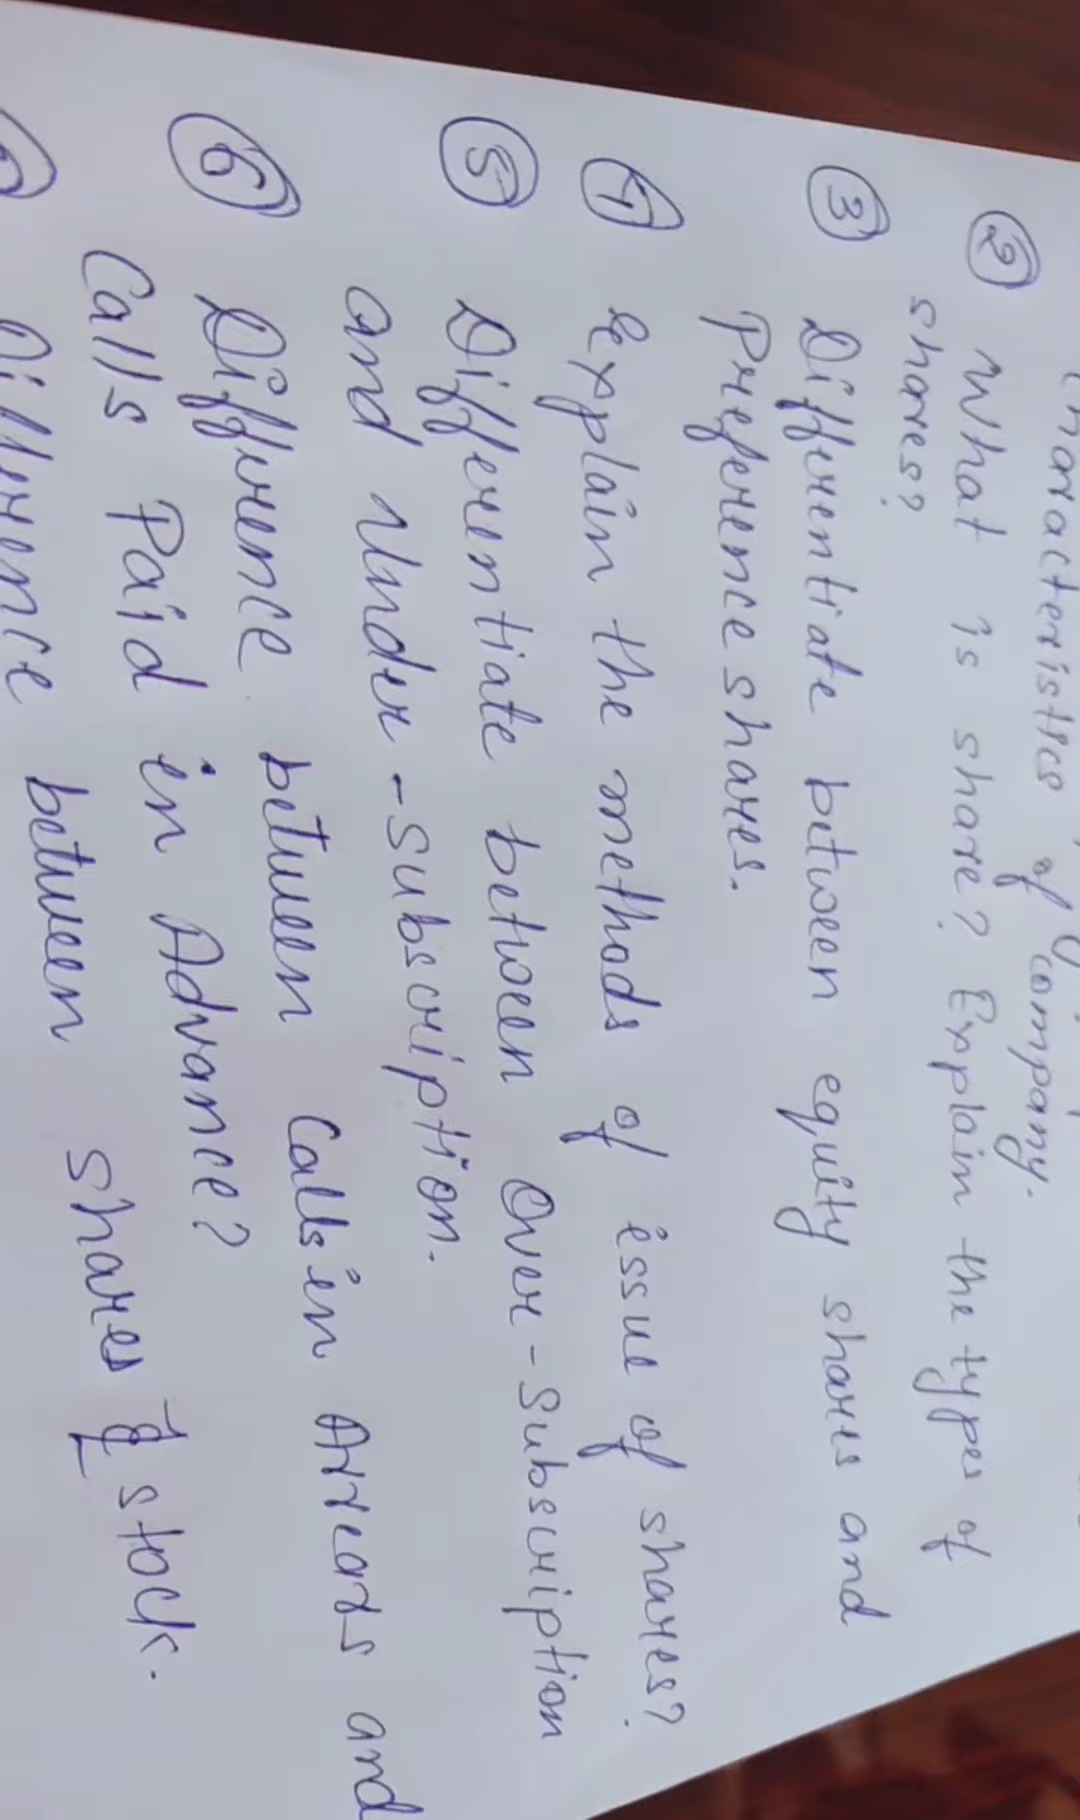 characteristics of company.
② What is share? Explain the types of
shares?
③ Differentiate between equity shares and
Preference shares.
④ Explain the methods of issue of shares?
⑤ Differentiate between Over-Subscription
and Under-Subscription.
⑥ Difference between Calls in Arrears and
Calls Paid in Advance?
Difference between shares & stock.